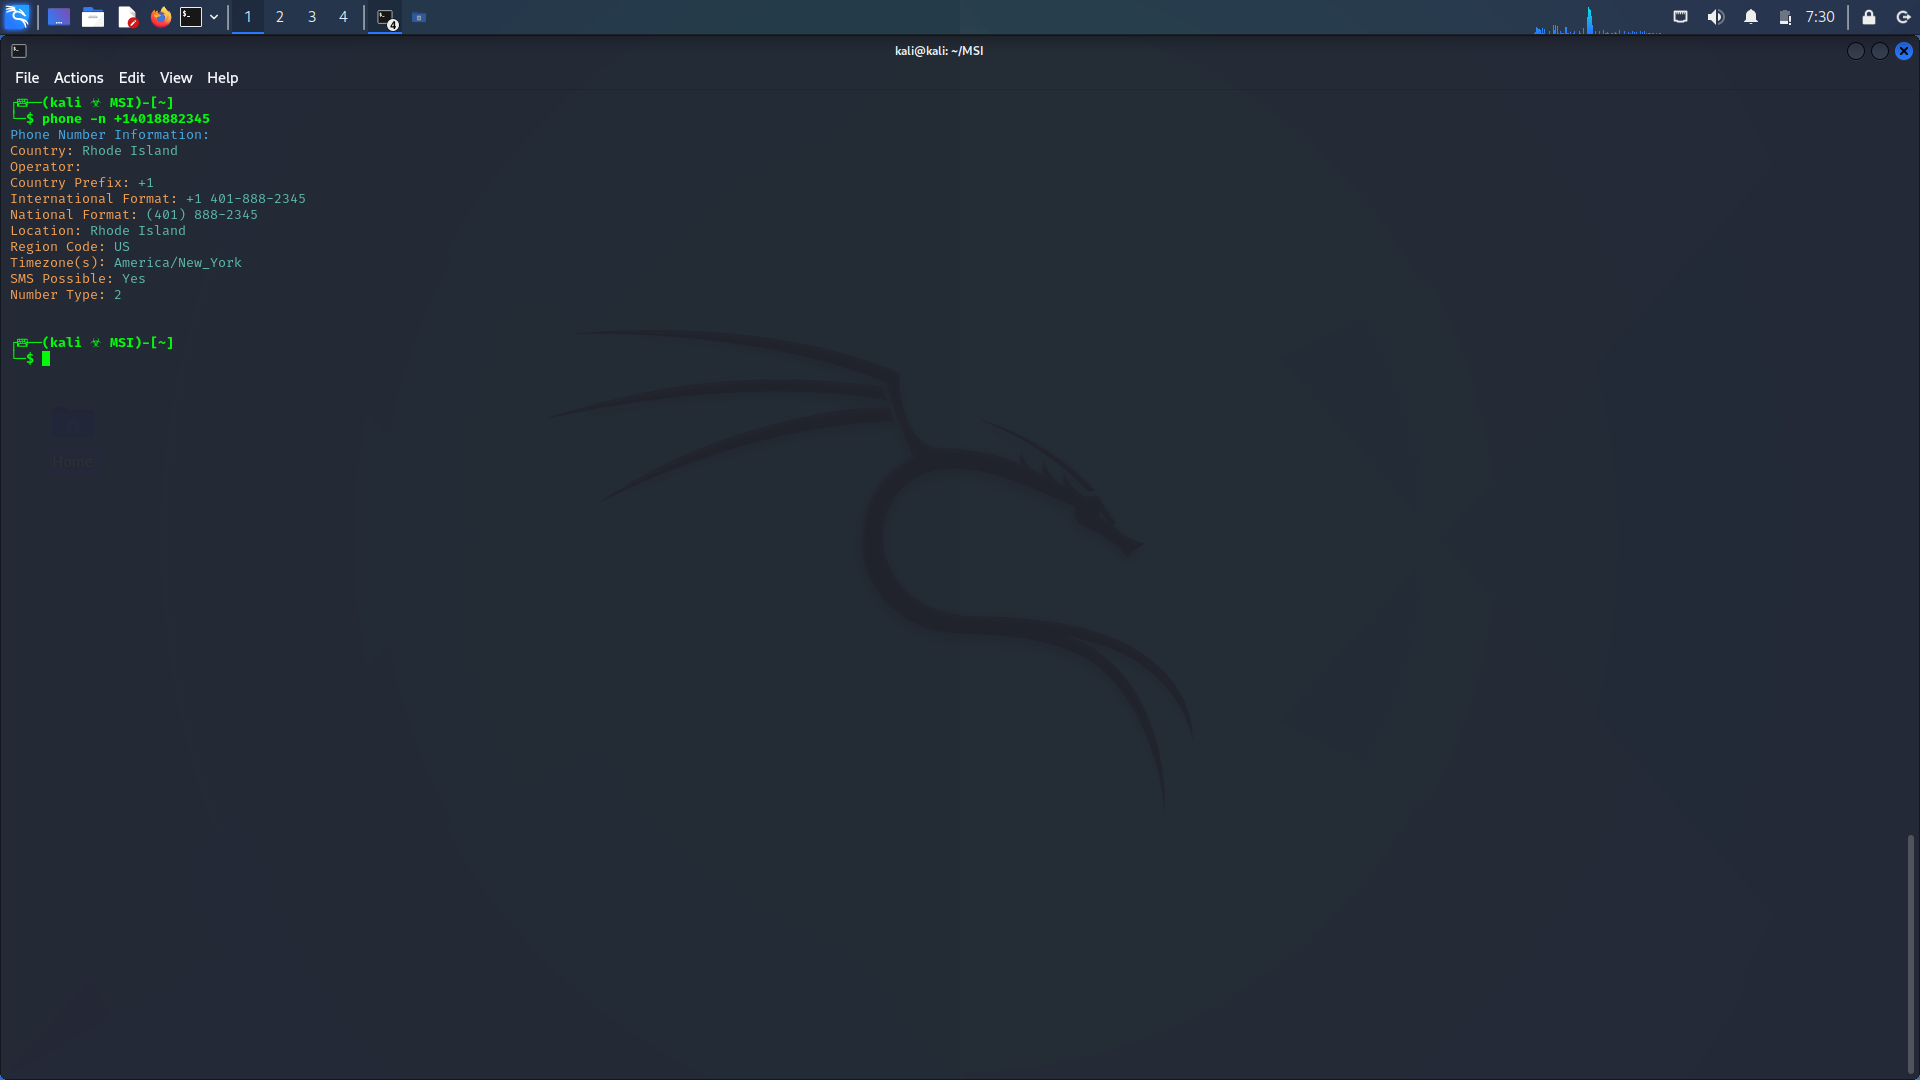 1 2 3 4 4 7:30
kali@kali: ~/MSI
File Actions Edit View Help
(kali ☣ MSI)-[~]
$ phone -n +14018882345
Phone Number Information:
Country: Rhode Island
Operator:
Country Prefix: +1
International Format: +1 401-888-2345
National Format: (401) 888-2345
Location: Rhode Island
Region Code: US
Timezone(s): America/New_York
SMS Possible: Yes
Number Type: 2
(kali ☣ MSI)-[~]
$
Home